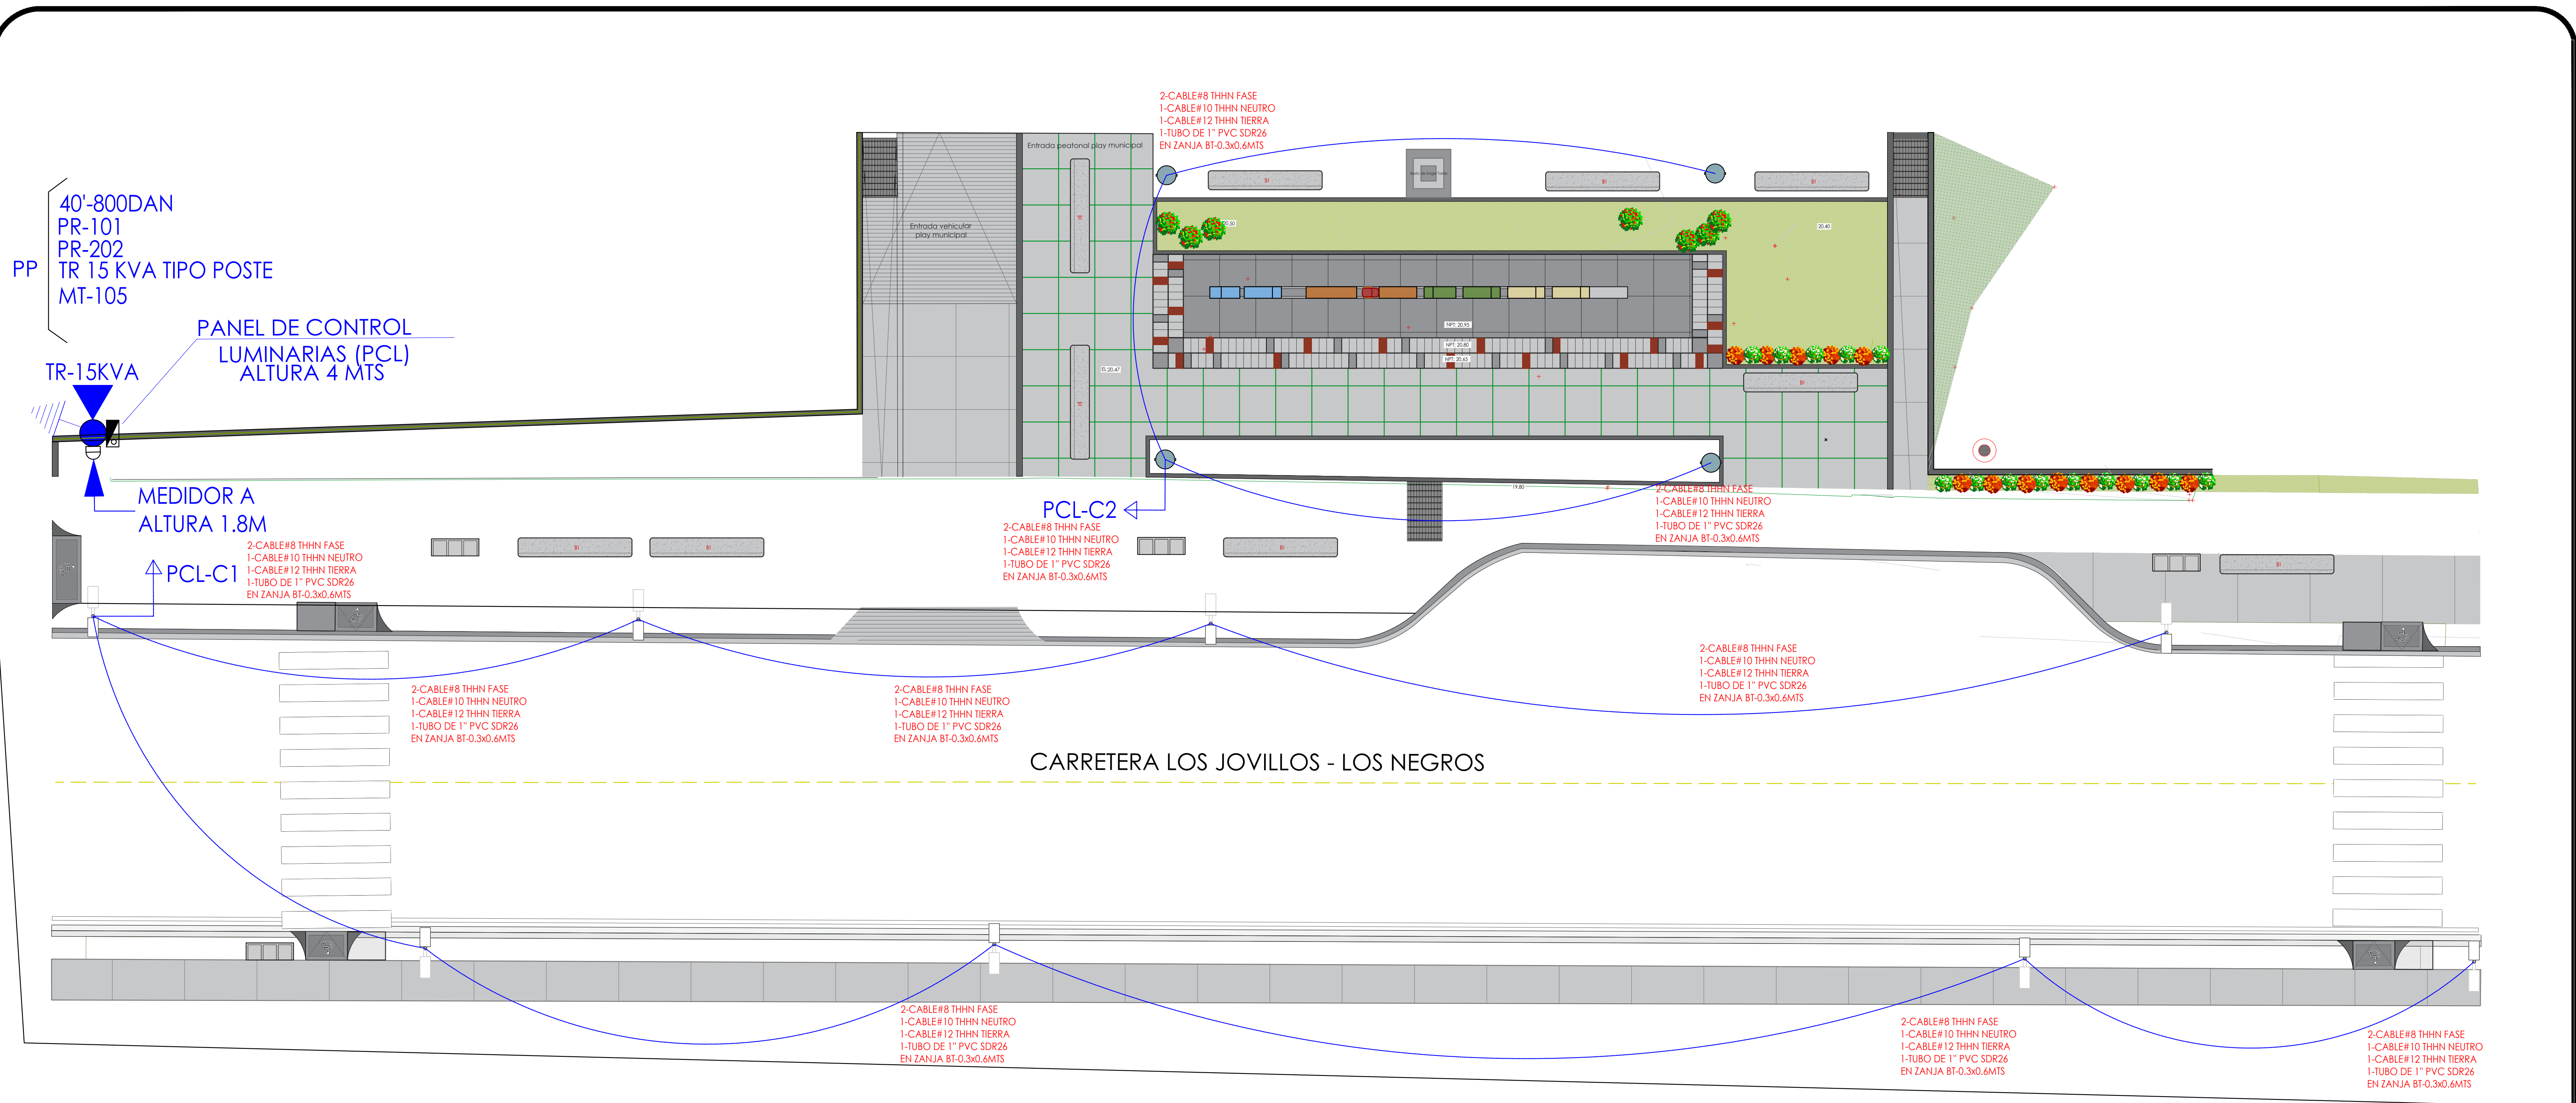 2-CABLE#8 THHN FASE
1-CABLE#10 THHN NEUTRO
1-CABLE#12 THHN TIERRA
1-TUBO DE 1" PVC SDR26
EN ZANJA BT-0.3x0.6MTS
Entrada peatonal play municipal
Entrada vehicular
play municipal
40'-800DAN
PR-101
PR-202
PP
TR 15 KVA TIPO POSTE
MT-105
PANEL DE CONTROL
LUMINARIAS (PCL)
ALTURA 4 MTS
TR-15KVA
20.40
NPT: 20.95
NPT: 20.80
NPT: 20.65
19.80
MEDIDOR A
ALTURA 1.8M
PCL-C2
2-CABLE#8 THHN FASE
1-CABLE#10 THHN NEUTRO
1-CABLE#12 THHN TIERRA
1-TUBO DE 1" PVC SDR26
EN ZANJA BT-0.3x0.6MTS
2-CABLE#8 THHN FASE
1-CABLE#10 THHN NEUTRO
1-CABLE#12 THHN TIERRA
1-TUBO DE 1" PVC SDR26
EN ZANJA BT-0.3x0.6MTS
PCL-C1
2-CABLE#8 THHN FASE
1-CABLE#10 THHN NEUTRO
1-CABLE#12 THHN TIERRA
1-TUBO DE 1" PVC SDR26
EN ZANJA BT-0.3x0.6MTS
2-CABLE#8 THHN FASE
1-CABLE#10 THHN NEUTRO
1-CABLE#12 THHN TIERRA
1-TUBO DE 1" PVC SDR26
EN ZANJA BT-0.3x0.6MTS
2-CABLE#8 THHN FASE
1-CABLE#10 THHN NEUTRO
1-CABLE#12 THHN TIERRA
1-TUBO DE 1" PVC SDR26
EN ZANJA BT-0.3x0.6MTS
2-CABLE#8 THHN FASE
1-CABLE#10 THHN NEUTRO
1-CABLE#12 THHN TIERRA
1-TUBO DE 1" PVC SDR26
EN ZANJA BT-0.3x0.6MTS
CARRETERA LOS JOVILLOS - LOS NEGROS
2-CABLE#8 THHN FASE
1-CABLE#10 THHN NEUTRO
1-CABLE#12 THHN TIERRA
1-TUBO DE 1" PVC SDR26
EN ZANJA BT-0.3x0.6MTS
2-CABLE#8 THHN FASE
1-CABLE#10 THHN NEUTRO
1-CABLE#12 THHN TIERRA
1-TUBO DE 1" PVC SDR26
EN ZANJA BT-0.3x0.6MTS
2-CABLE#8 THHN FASE
1-CABLE#10 THHN NEUTRO
1-CABLE#12 THHN TIERRA
1-TUBO DE 1" PVC SDR26
EN ZANJA BT-0.3x0.6MTS